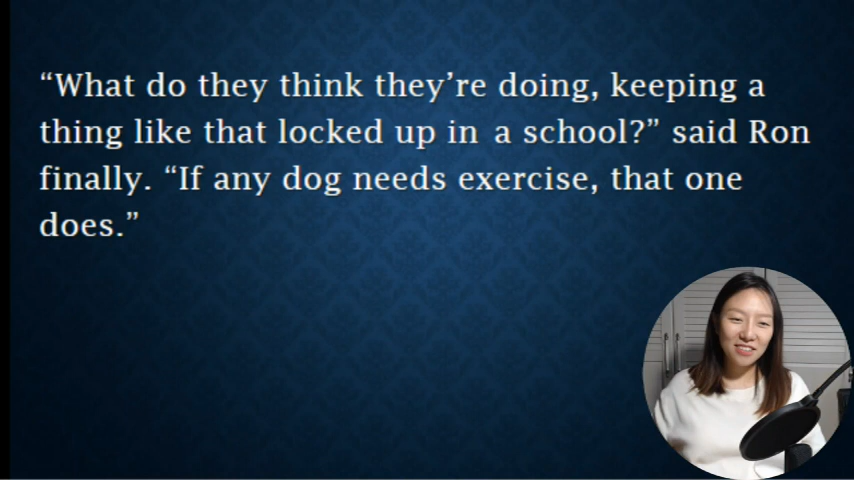 “What do they think they’re doing, keeping a
thing like that locked up in a school?” said Ron
finally. “If any dog needs exercise, that one
does.”